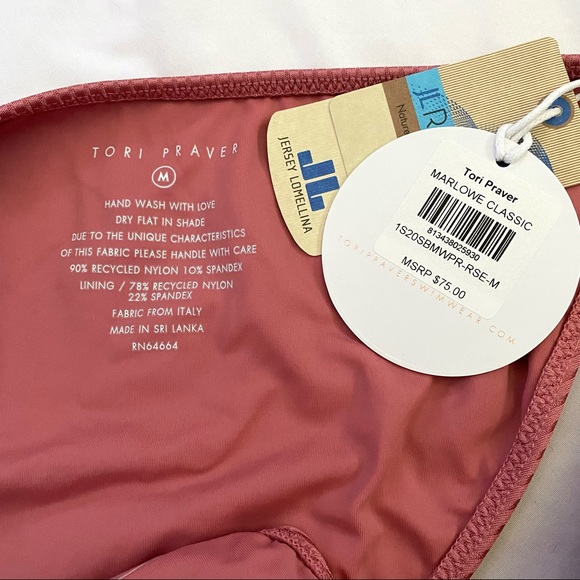 TORI PRAVER
M
HAND WASH WITH LOVE
DRY FLAT IN SHADE
DUE TO THE UNIQUE CHARACTERISTICS
OF THIS FABRIC PLEASE HANDLE WITH CARE
90% RECYCLED NYLON 10% SPANDEX
LINING / 78% RECYCLED NYLON
22% SPANDEX
FABRIC FROM ITALY
MADE IN SRI LANKA
RN64664
JL
JERSEY LOMELLINA
Tori Praver
MARLOWE CLASSIC
813438025930
1S20SBMWPR-RSE-M
MSRP $75.00
TORIPRAVERSWIMWEAR.COM